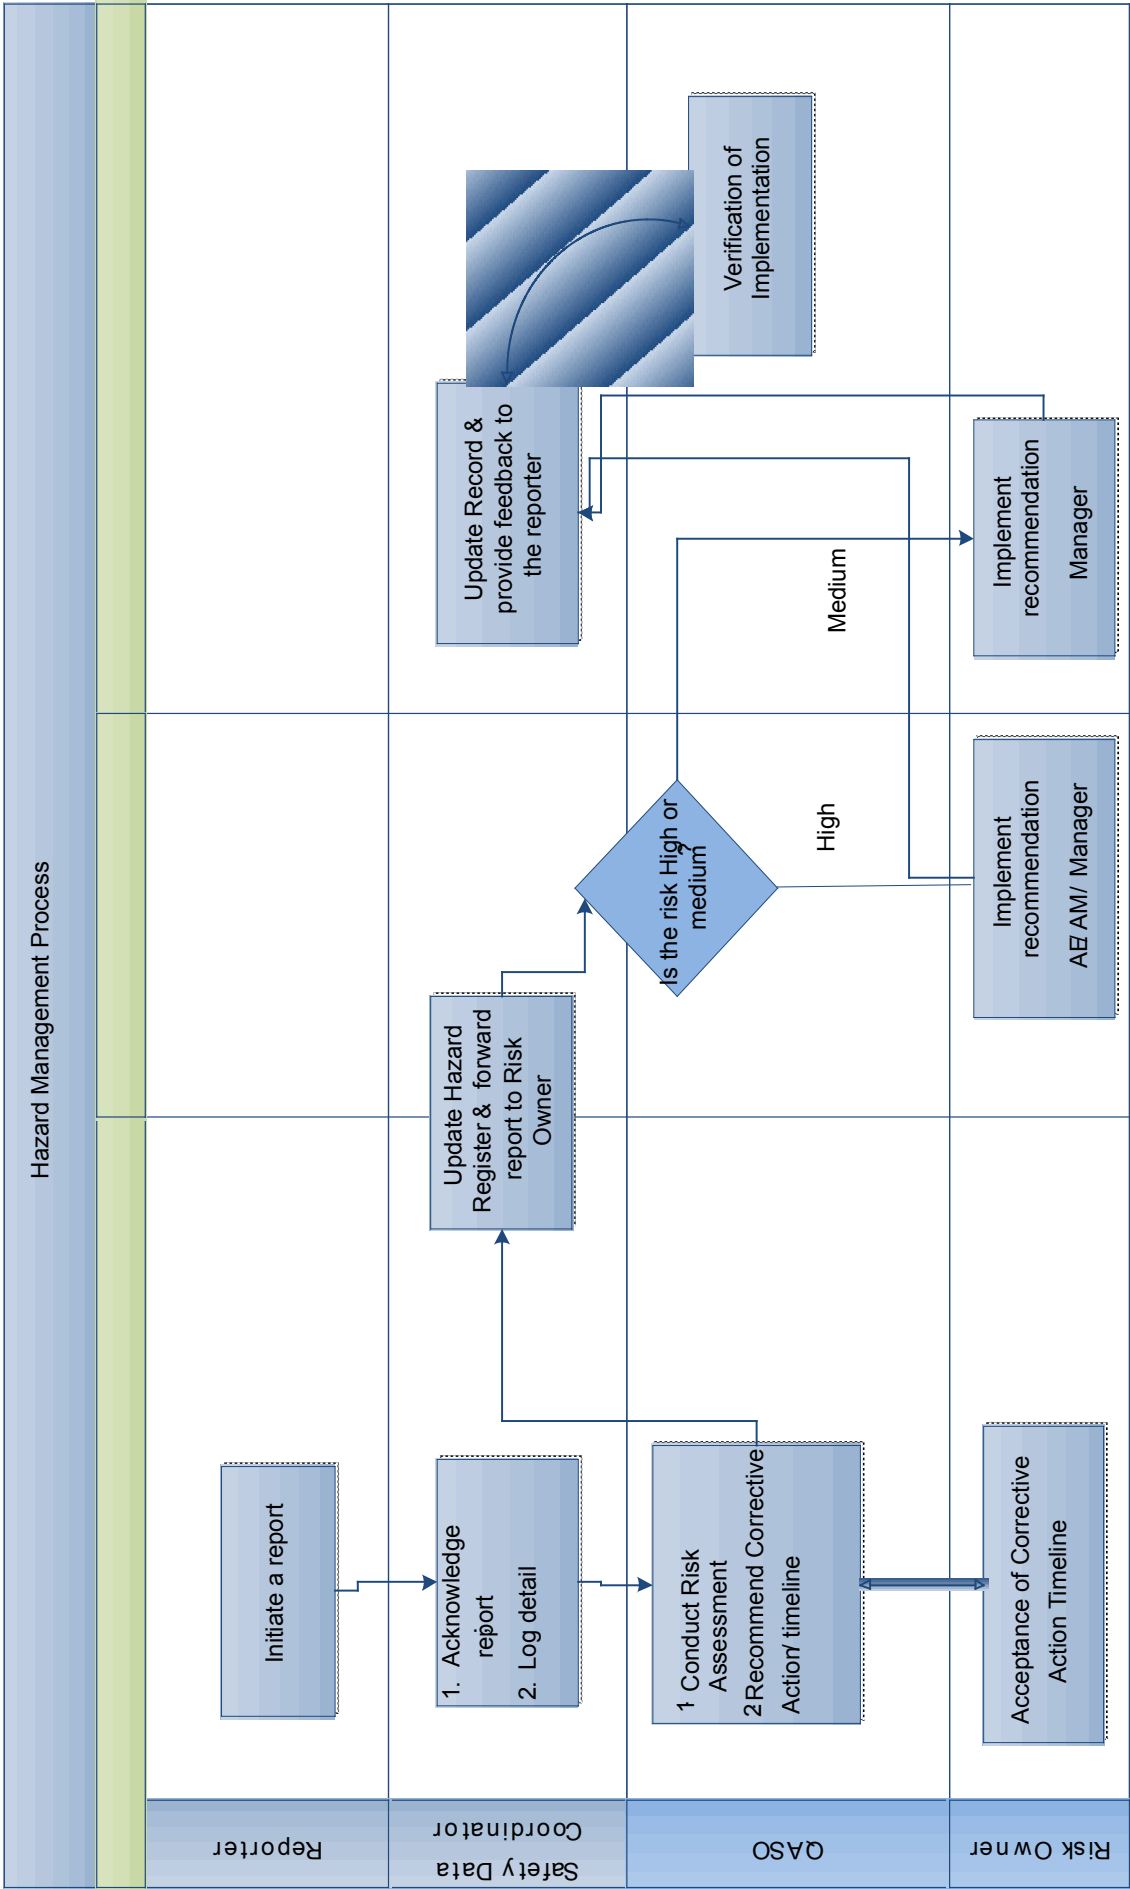 Hazard Management Process
Reporter
Initiate a report
Safety Data
Coordinator
1. Acknowledge
report
2. Log detail
Update Hazard
Register & forward
report to Risk
Owner
Update Record &
provide feedback to
the reporter
QASO
1 Conduct Risk
Assessment
2 Recommend Corrective
Action/ timeline
Is the risk High or
medium
?
High
Medium
Verification of
Implementation
Risk Owner
Acceptance of Corrective
Action Timeline
Implement
recommendation
AE/ AM/ Manager
Implement
recommendation
Manager